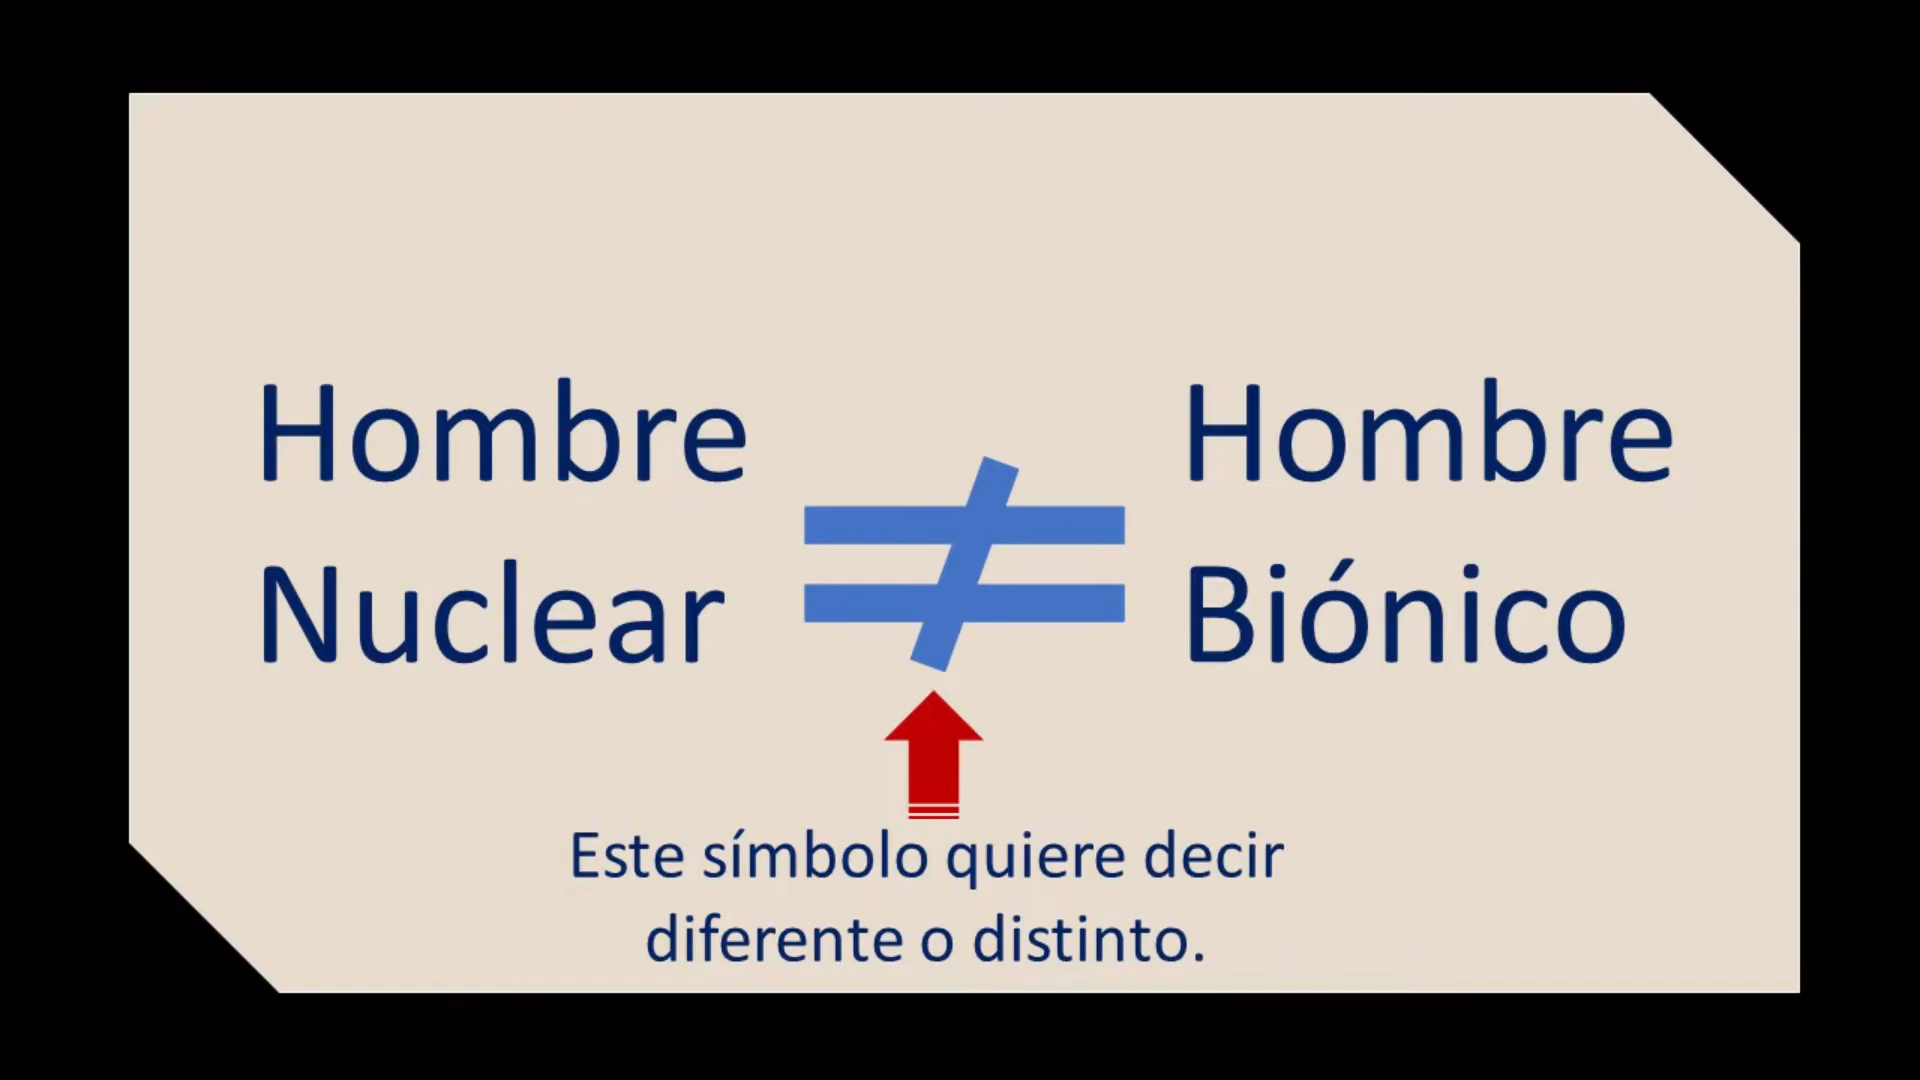 Hombre
Nuclear
≠
Hombre
Biónico
Este símbolo quiere decir
diferente o distinto.